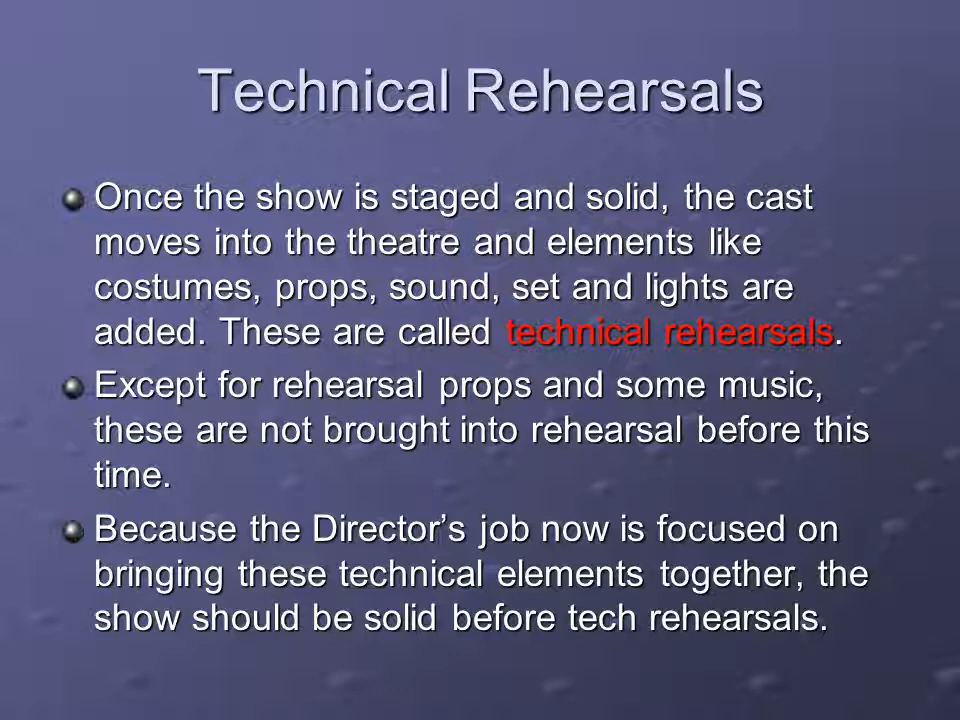 Technical Rehearsals
Once the show is staged and solid, the cast
moves into the theatre and elements like
costumes, props, sound, set and lights are
added. These are called technical rehearsals.
Except for rehearsal props and some music,
these are not brought into rehearsal before this
time.
Because the Director’s job now is focused on
bringing these technical elements together, the
show should be solid before tech rehearsals.